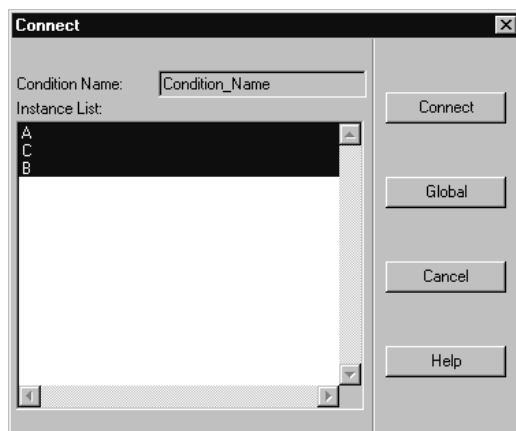 Connect
Condition Name: Condition_Name
Instance List:
A
C
B
Connect
Global
Cancel
Help